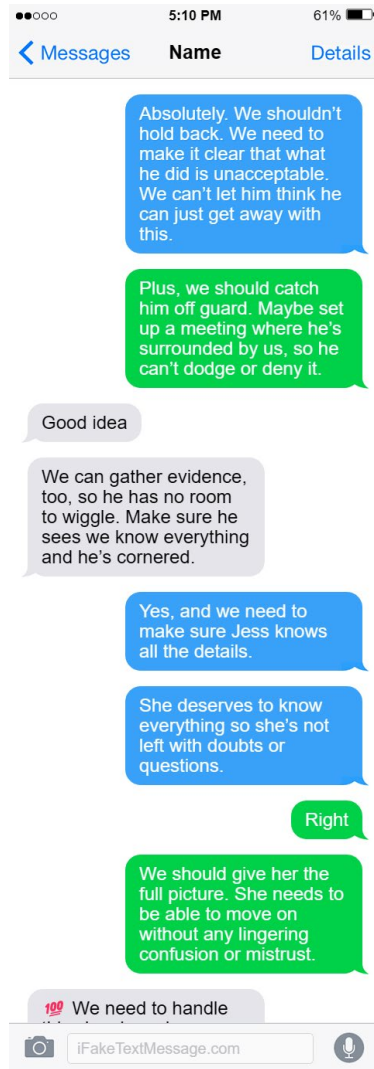 5:10 PM 61%
Messages Name Details
Absolutely. We shouldn't
hold back. We need to
make it clear that what
he did is unacceptable.
We can't let him think he
can just get away with
this.
Plus, we should catch
him off guard. Maybe set
up a meeting where he's
surrounded by us, so he
can't dodge or deny it.
Good idea
We can gather evidence,
too, so he has no room
to wiggle. Make sure he
sees we know everything
and he's cornered.
Yes, and we need to
make sure Jess knows
all the details.
She deserves to know
everything so she's not
left with doubts or
questions.
Right
We should give her the
full picture. She needs to
be able to move on
without any lingering
confusion or mistrust.
💯 We need to handle
iFakeTextMessage.com